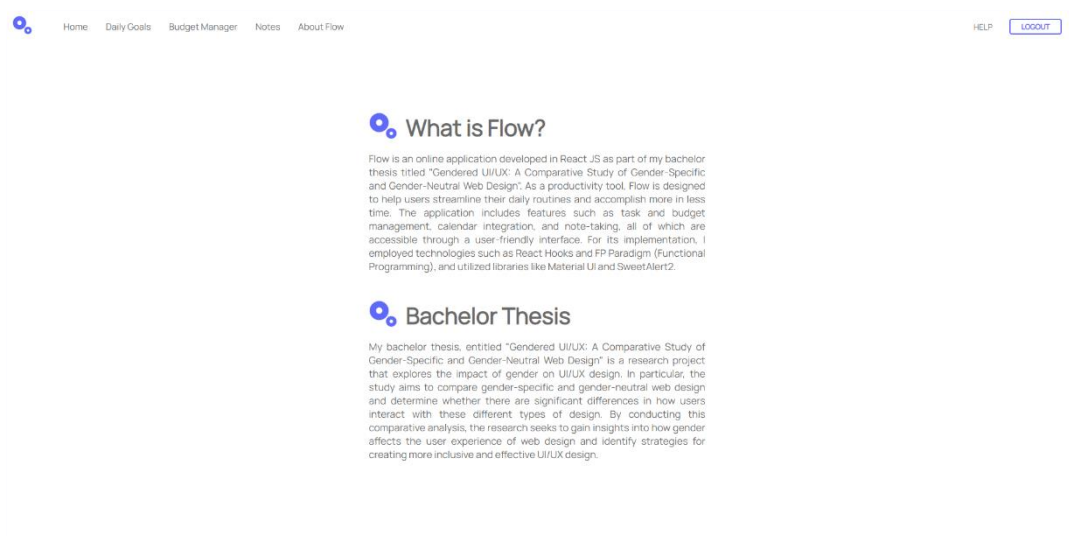 Home Daily Goals Budget Manager Notes About Flow HELP LOGOUT
What is Flow?
Flow is an online application developed in React JS as part of my bachelor
thesis titled "Gendered UI/UX: A Comparative Study of Gender-Specific
and Gender-Neutral Web Design". As a productivity tool, Flow is designed
to help users streamline their daily routines and accomplish more in less
time. The application includes features such as task and budget
management, calendar integration, and note-taking, all of which are
accessible through a user-friendly interface. For its implementation, I
employed technologies such as React Hooks and FP Paradigm (Functional
Programming), and utilized libraries like Material UI and SweetAlert2.
Bachelor Thesis
My bachelor thesis, entitled "Gendered UI/UX: A Comparative Study of
Gender-Specific and Gender-Neutral Web Design" is a research project
that explores the impact of gender on UI/UX design. In particular, the
study aims to compare gender-specific and gender-neutral web design
and determine whether there are significant differences in how users
interact with these different types of design. By conducting this
comparative analysis, the research seeks to gain insights into how gender
affects the user experience of web design and identify strategies for
creating more inclusive and effective UI/UX design.